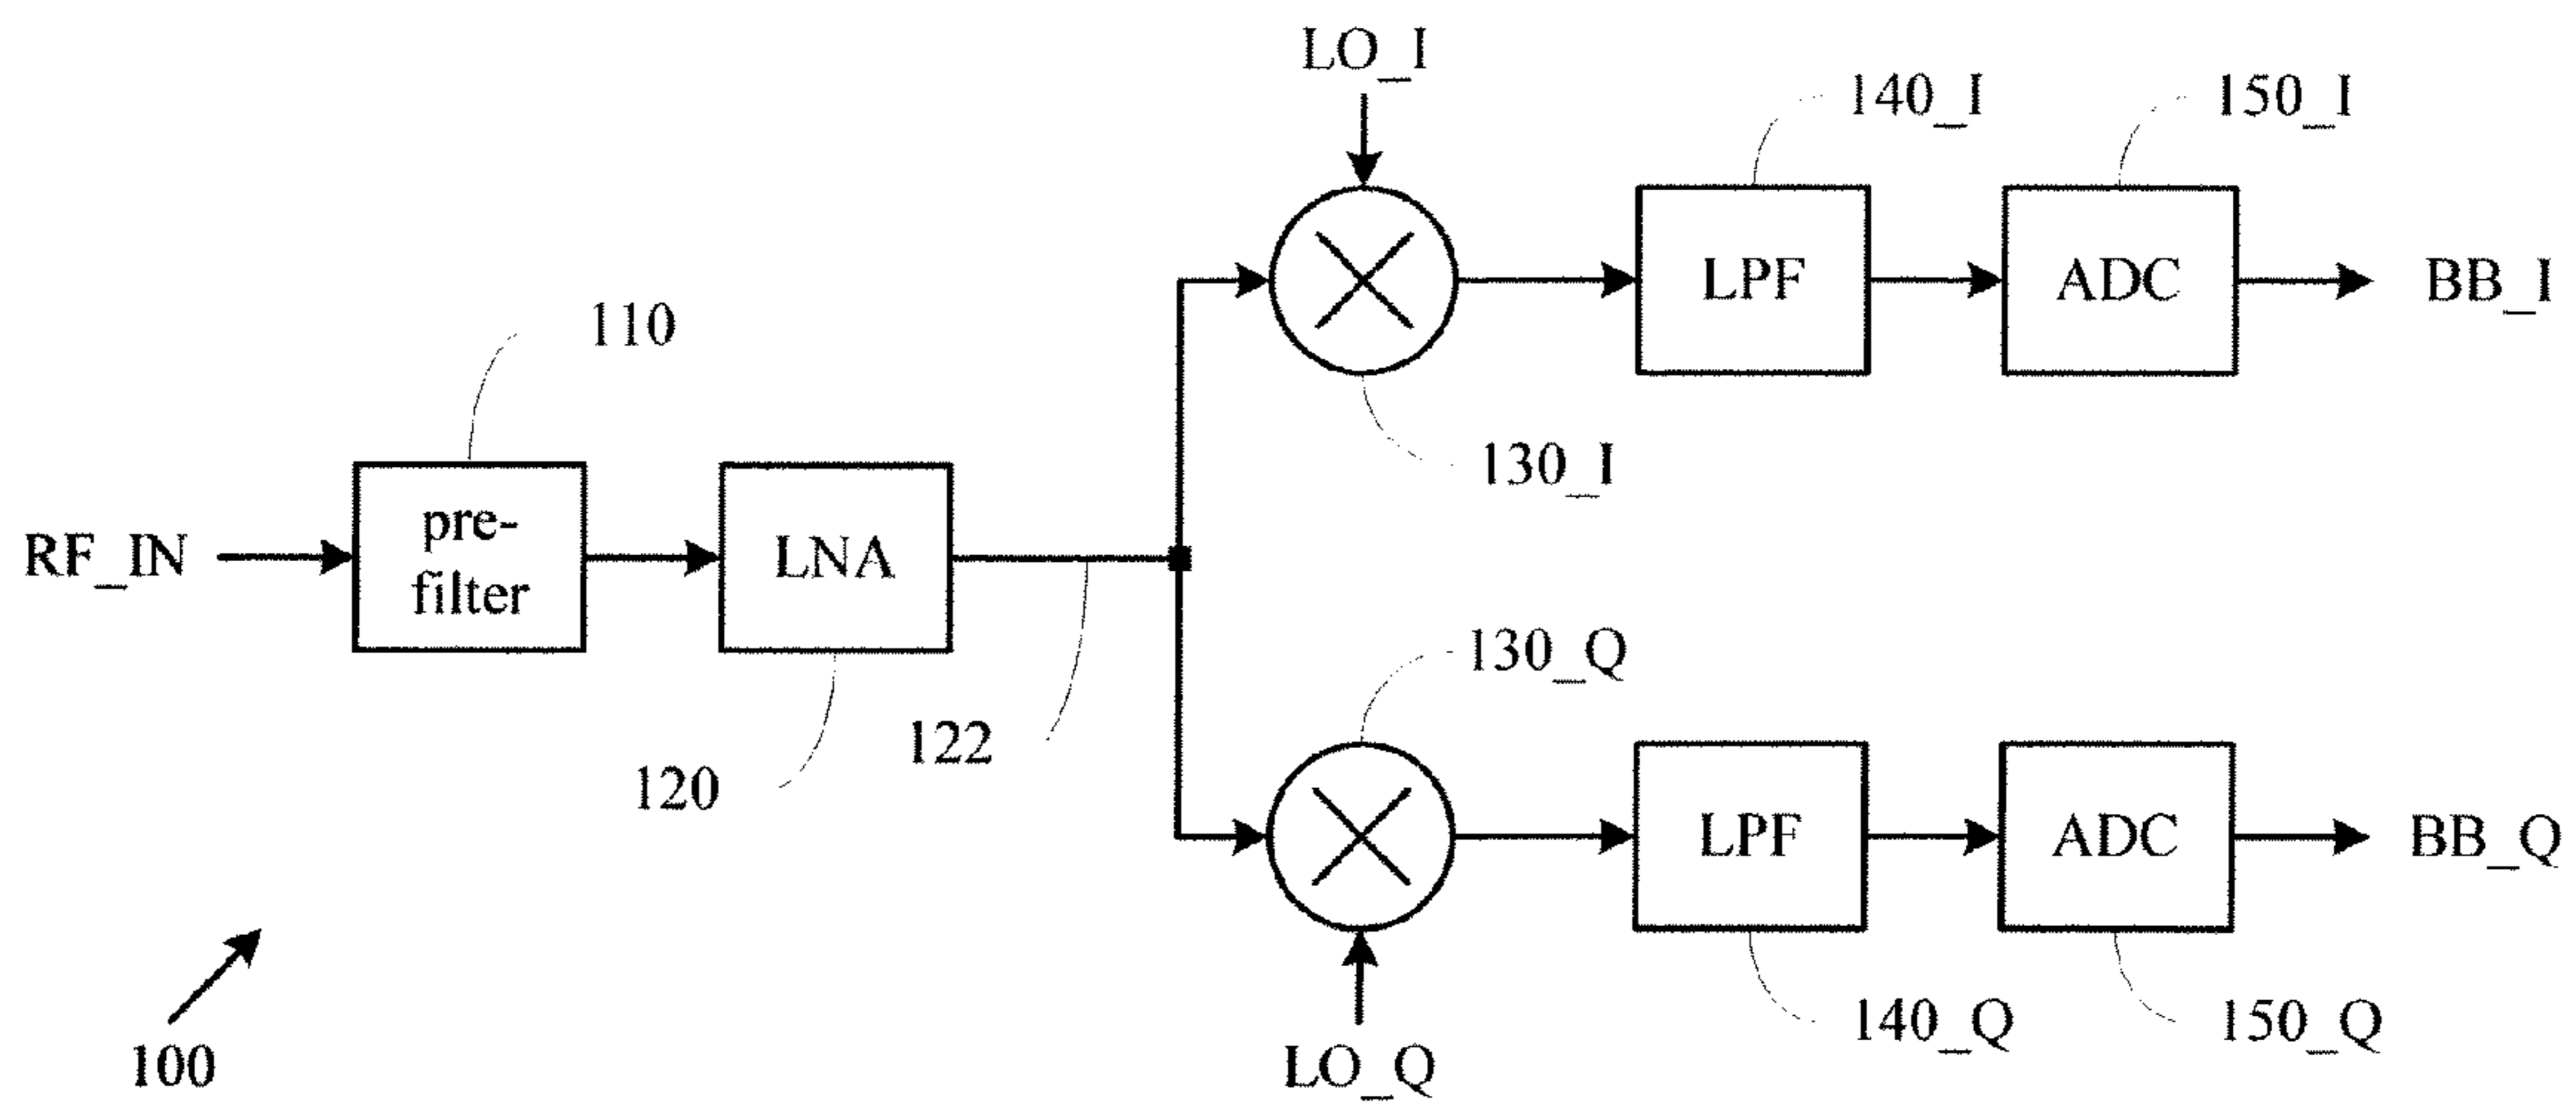 LO_I
140_I
150_I
LPF
ADC
BB_I
110
130_I
RF_IN
pre-
filter
LNA
122
120
130_Q
LPF
ADC
BB_Q
140_Q
150_Q
LO_Q
100